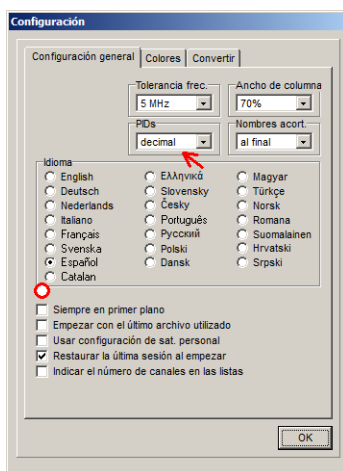 Configuración
Configuración general Colores Convertir
Tolerancia frec. Ancho de columna
5 MHz 70%
PIDs Nombres acort.
decimal al final
Idioma
English Ελληνικά Magyar
Deutsch Slovensky Türkçe
Nederlands Česky Norsk
Italiano Português Romana
Français Русский Suomalainen
Svenska Polski Hrvatski
Español Dansk Srpski
Catalan
Siempre en primer plano
Empezar con el último archivo utilizado
Usar configuración de sat. personal
Restaurar la última sesión al empezar
Indicar el número de canales en las listas
OK